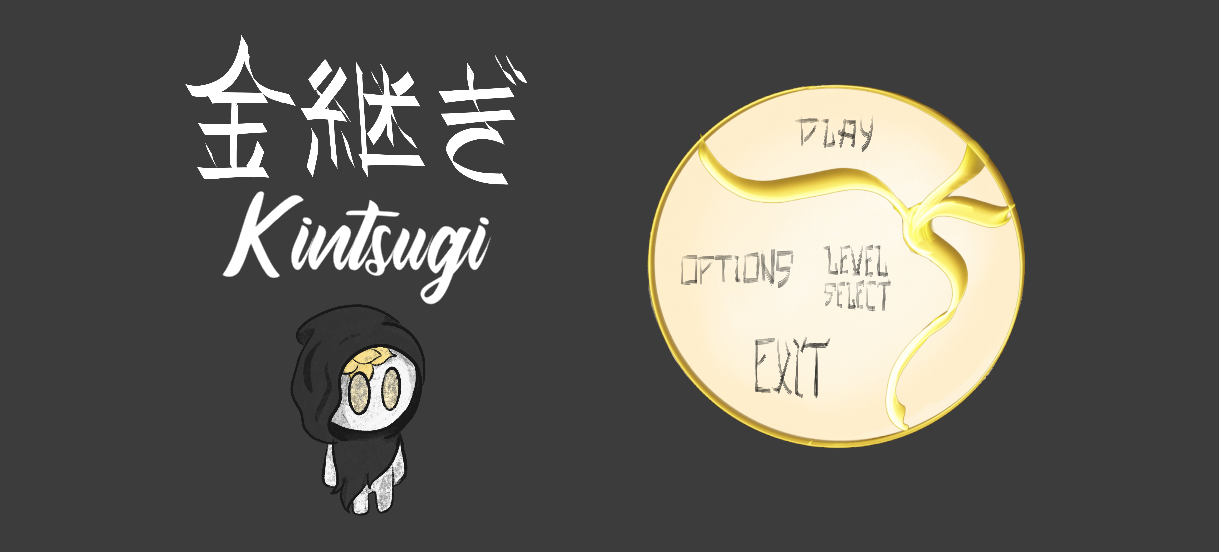 金継ぎ
Kintsugi
PLAY
OPTIONS
LEVEL
SELECT
EXIT